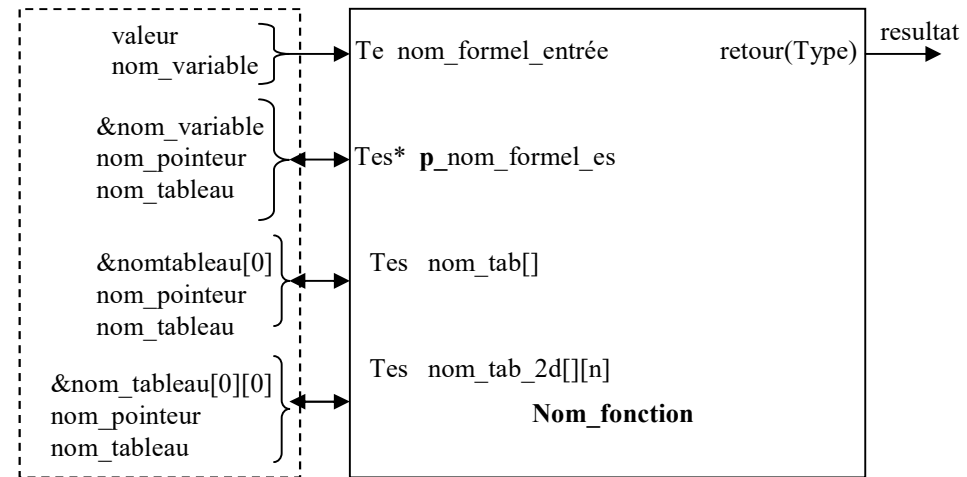 valeur
nom_variable
Te nom_formel_entrée
retour(Type)
resultat
&nom_variable
nom_pointeur
nom_tableau
Tes* p_nom_formel_es
&nomtableau[0]
nom_pointeur
nom_tableau
Tes nom_tab[]
&nom_tableau[0][0]
nom_pointeur
nom_tableau
Tes nom_tab_2d[][n]
Nom_fonction